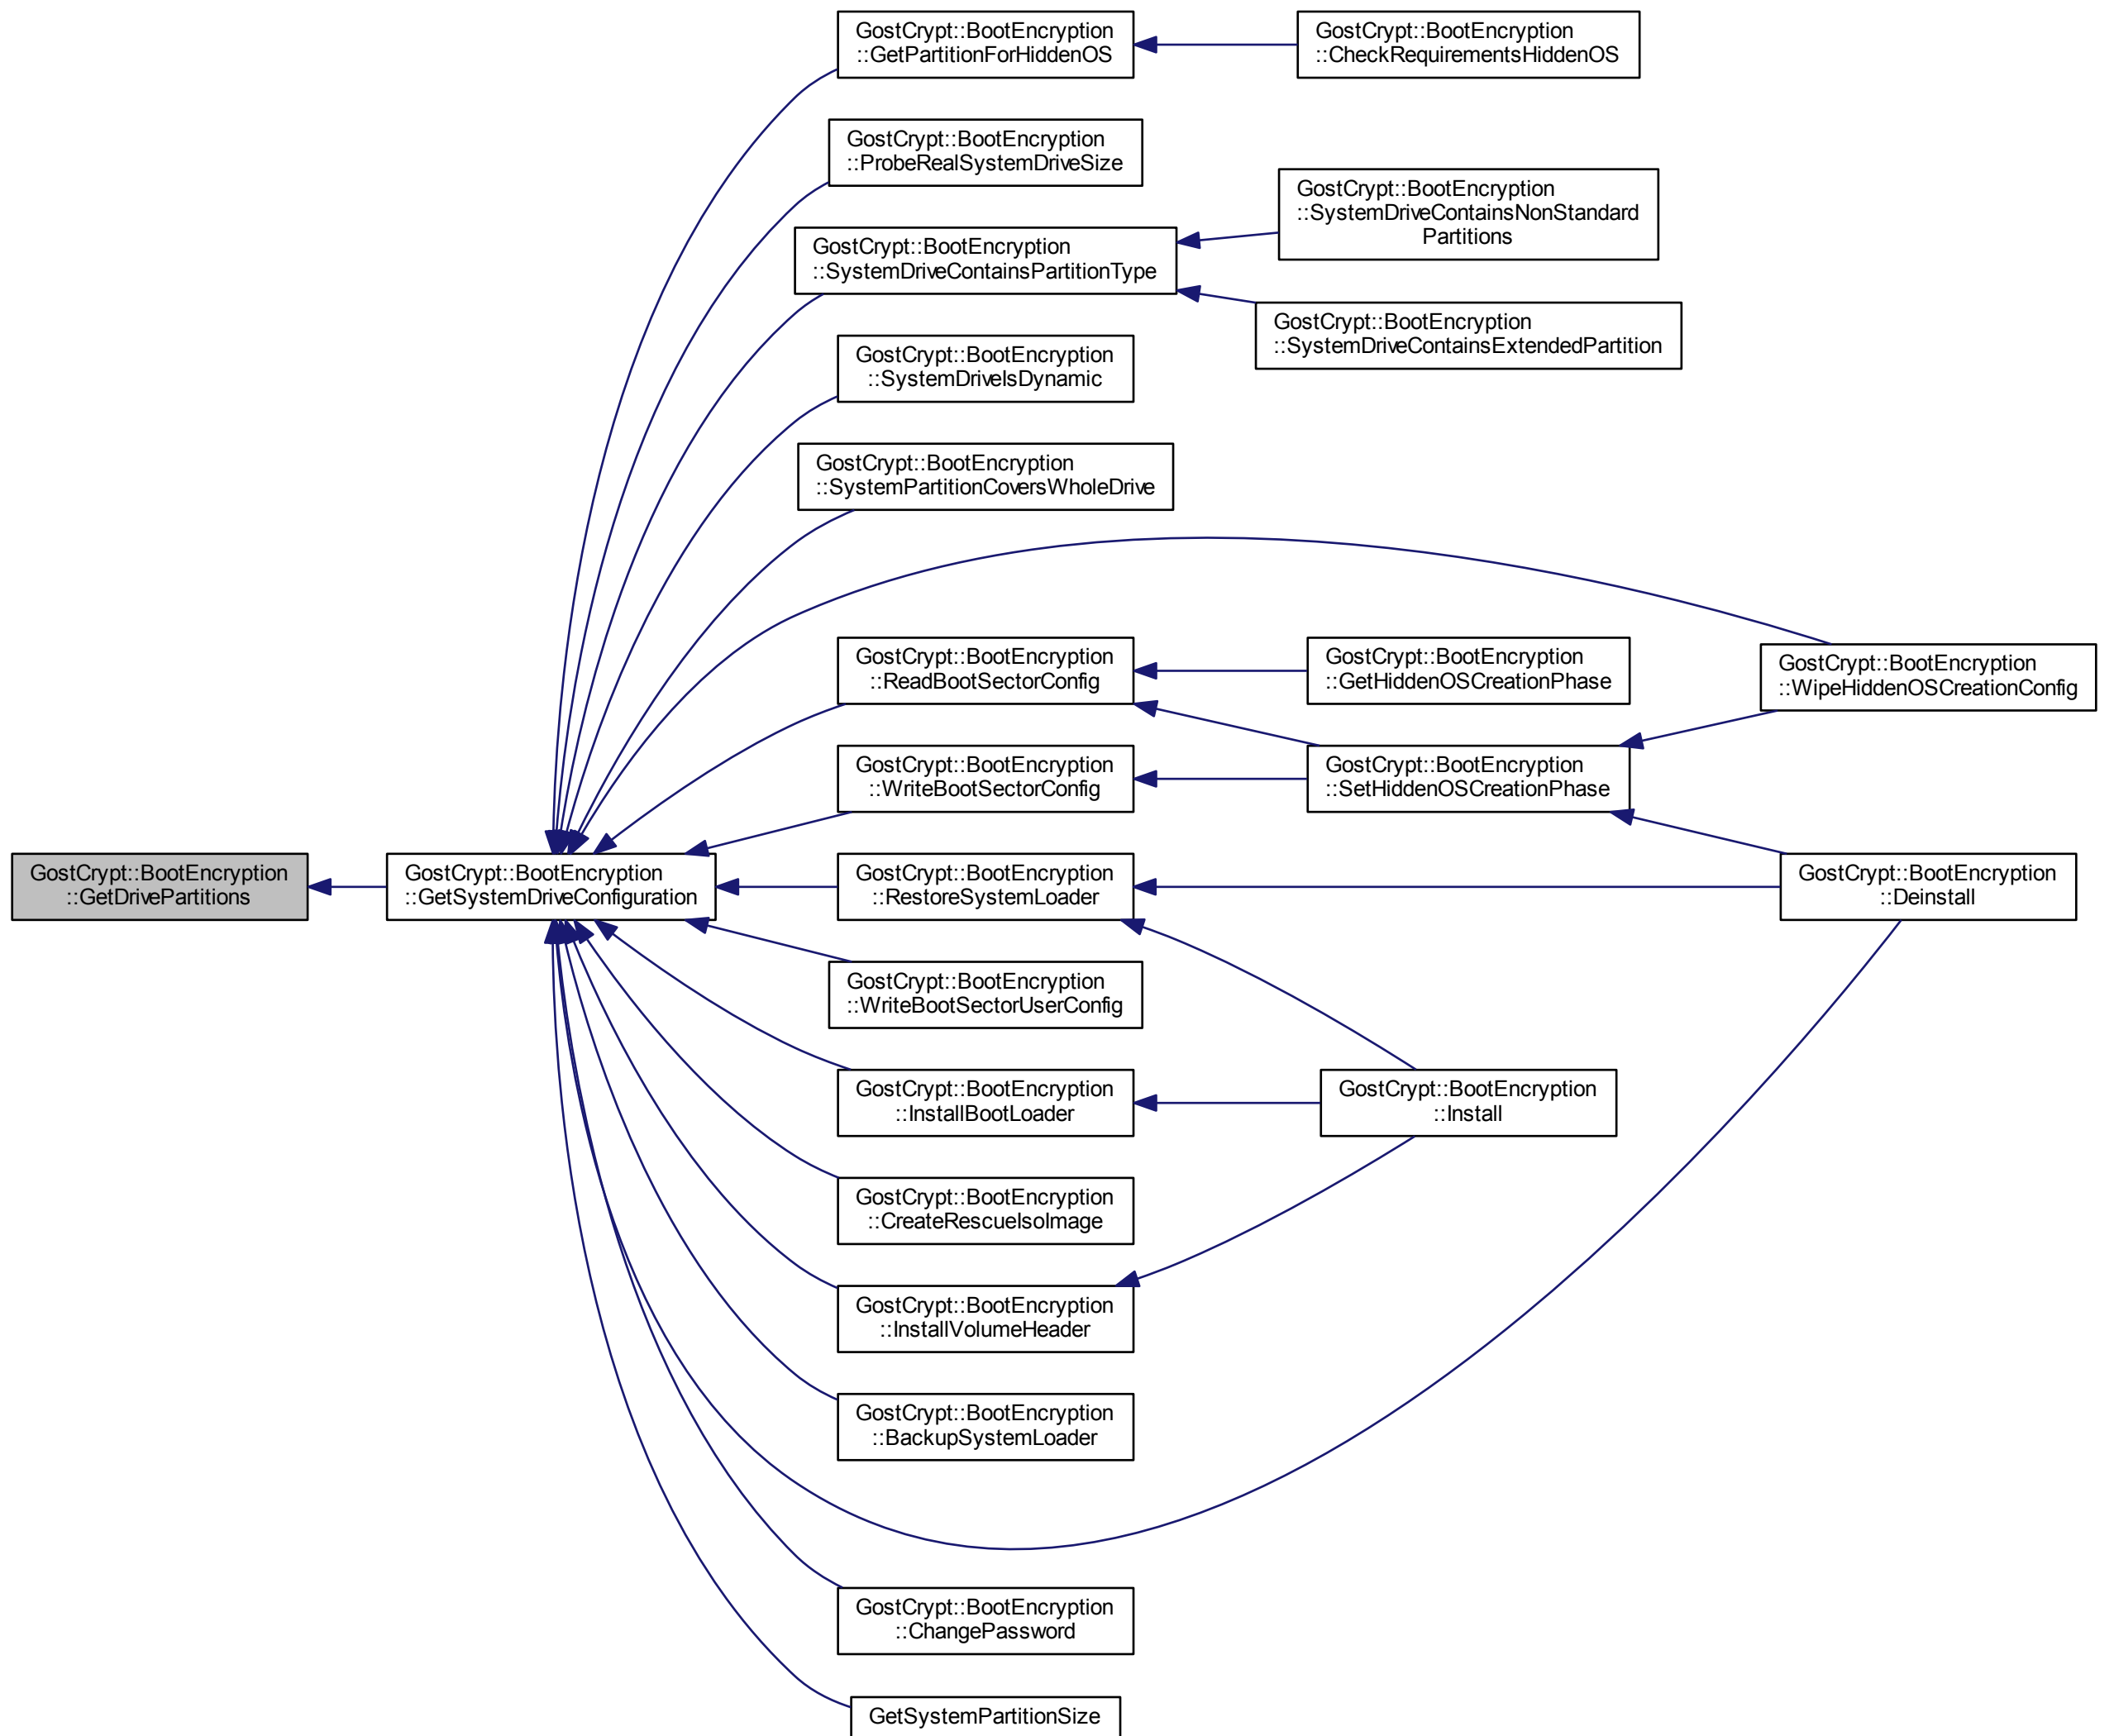 GostCrypt::BootEncryption
::GetPartitionForHiddenOS
GostCrypt::BootEncryption
::CheckRequirementsHiddenOS
GostCrypt::BootEncryption
::ProbeRealSystemDriveSize
GostCrypt::BootEncryption
::SystemDriveContainsNonStandard
Partitions
GostCrypt::BootEncryption
::SystemDriveContainsPartitionType
GostCrypt::BootEncryption
::SystemDriveContainsExtendedPartition
GostCrypt::BootEncryption
::SystemDriveIsDynamic
GostCrypt::BootEncryption
::SystemPartitionCoversWholeDrive
GostCrypt::BootEncryption
::ReadBootSectorConfig
GostCrypt::BootEncryption
::GetHiddenOSCreationPhase
GostCrypt::BootEncryption
::WipeHiddenOSCreationConfig
GostCrypt::BootEncryption
::WriteBootSectorConfig
GostCrypt::BootEncryption
::SetHiddenOSCreationPhase
GostCrypt::BootEncryption
::GetDrivePartitions
GostCrypt::BootEncryption
::GetSystemDriveConfiguration
GostCrypt::BootEncryption
::RestoreSystemLoader
GostCrypt::BootEncryption
::Deinstall
GostCrypt::BootEncryption
::WriteBootSectorUserConfig
GostCrypt::BootEncryption
::InstallBootLoader
GostCrypt::BootEncryption
::Install
GostCrypt::BootEncryption
::CreateRescueIsoImage
GostCrypt::BootEncryption
::InstallVolumeHeader
GostCrypt::BootEncryption
::BackupSystemLoader
GostCrypt::BootEncryption
::ChangePassword
GetSystemPartitionSize